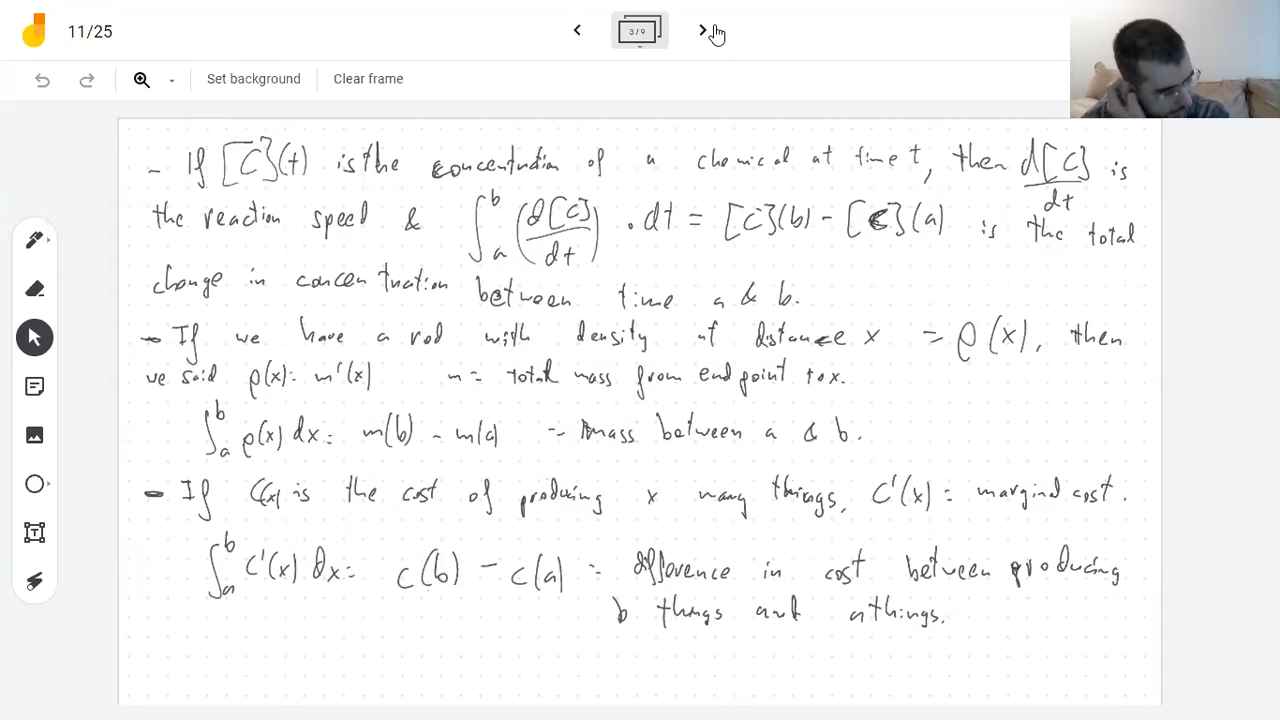 11/25
3 / 9
Set background
Clear frame
- If [C](t) is the concentration of a chemical at time t, then d[C]/dt is
the reaction speed & ∫_a^b (d[C]/dt) . dt = [C](b) - [C](a) is the total
change in concentration between time a & b.
- If we have a rod with density at distance x = ρ(x), then
we said ρ(x) = m'(x) m = total mass from endpoint to x.
∫_a^b ρ(x) dx = m(b) - m(a) = mass between a & b.
- If C(x) is the cost of producing x many things, C'(x) = marginal cost.
∫_a^b C'(x) dx = C(b) - C(a) = difference in cost between producing
b things and a things.